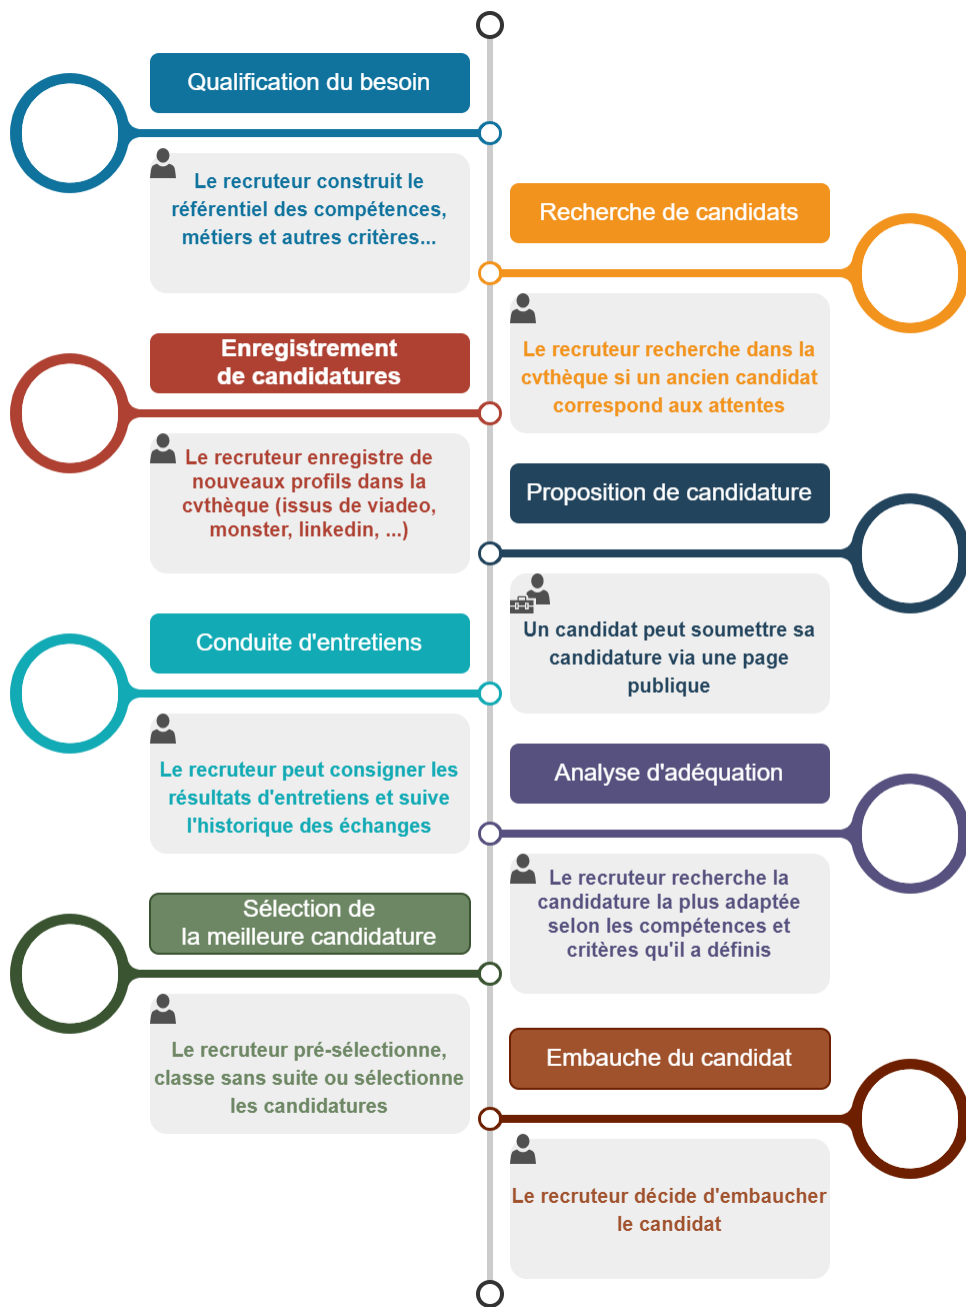 Qualification du besoin
Le recruteur construit le
référentiel des compétences,
métiers et autres critères...
Recherche de candidats
Le recruteur recherche dans la
cvthèque si un ancien candidat
correspond aux attentes
Enregistrement
de candidatures
Le recruteur enregistre de
nouveaux profils dans la
cvthèque (issus de viadeo,
monster, linkedin, ...)
Proposition de candidature
Un candidat peut soumettre sa
candidature via une page
publique
Conduite d'entretiens
Le recruteur peut consigner les
résultats d'entretiens et suive
l'historique des échanges
Analyse d'adéquation
Le recruteur recherche la
candidature la plus adaptée
selon les compétences et
critères qu'il a définis
Sélection de
la meilleure candidature
Le recruteur pré-sélectionne,
classe sans suite ou sélectionne
les candidatures
Embauche du candidat
Le recruteur décide d'embaucher
le candidat